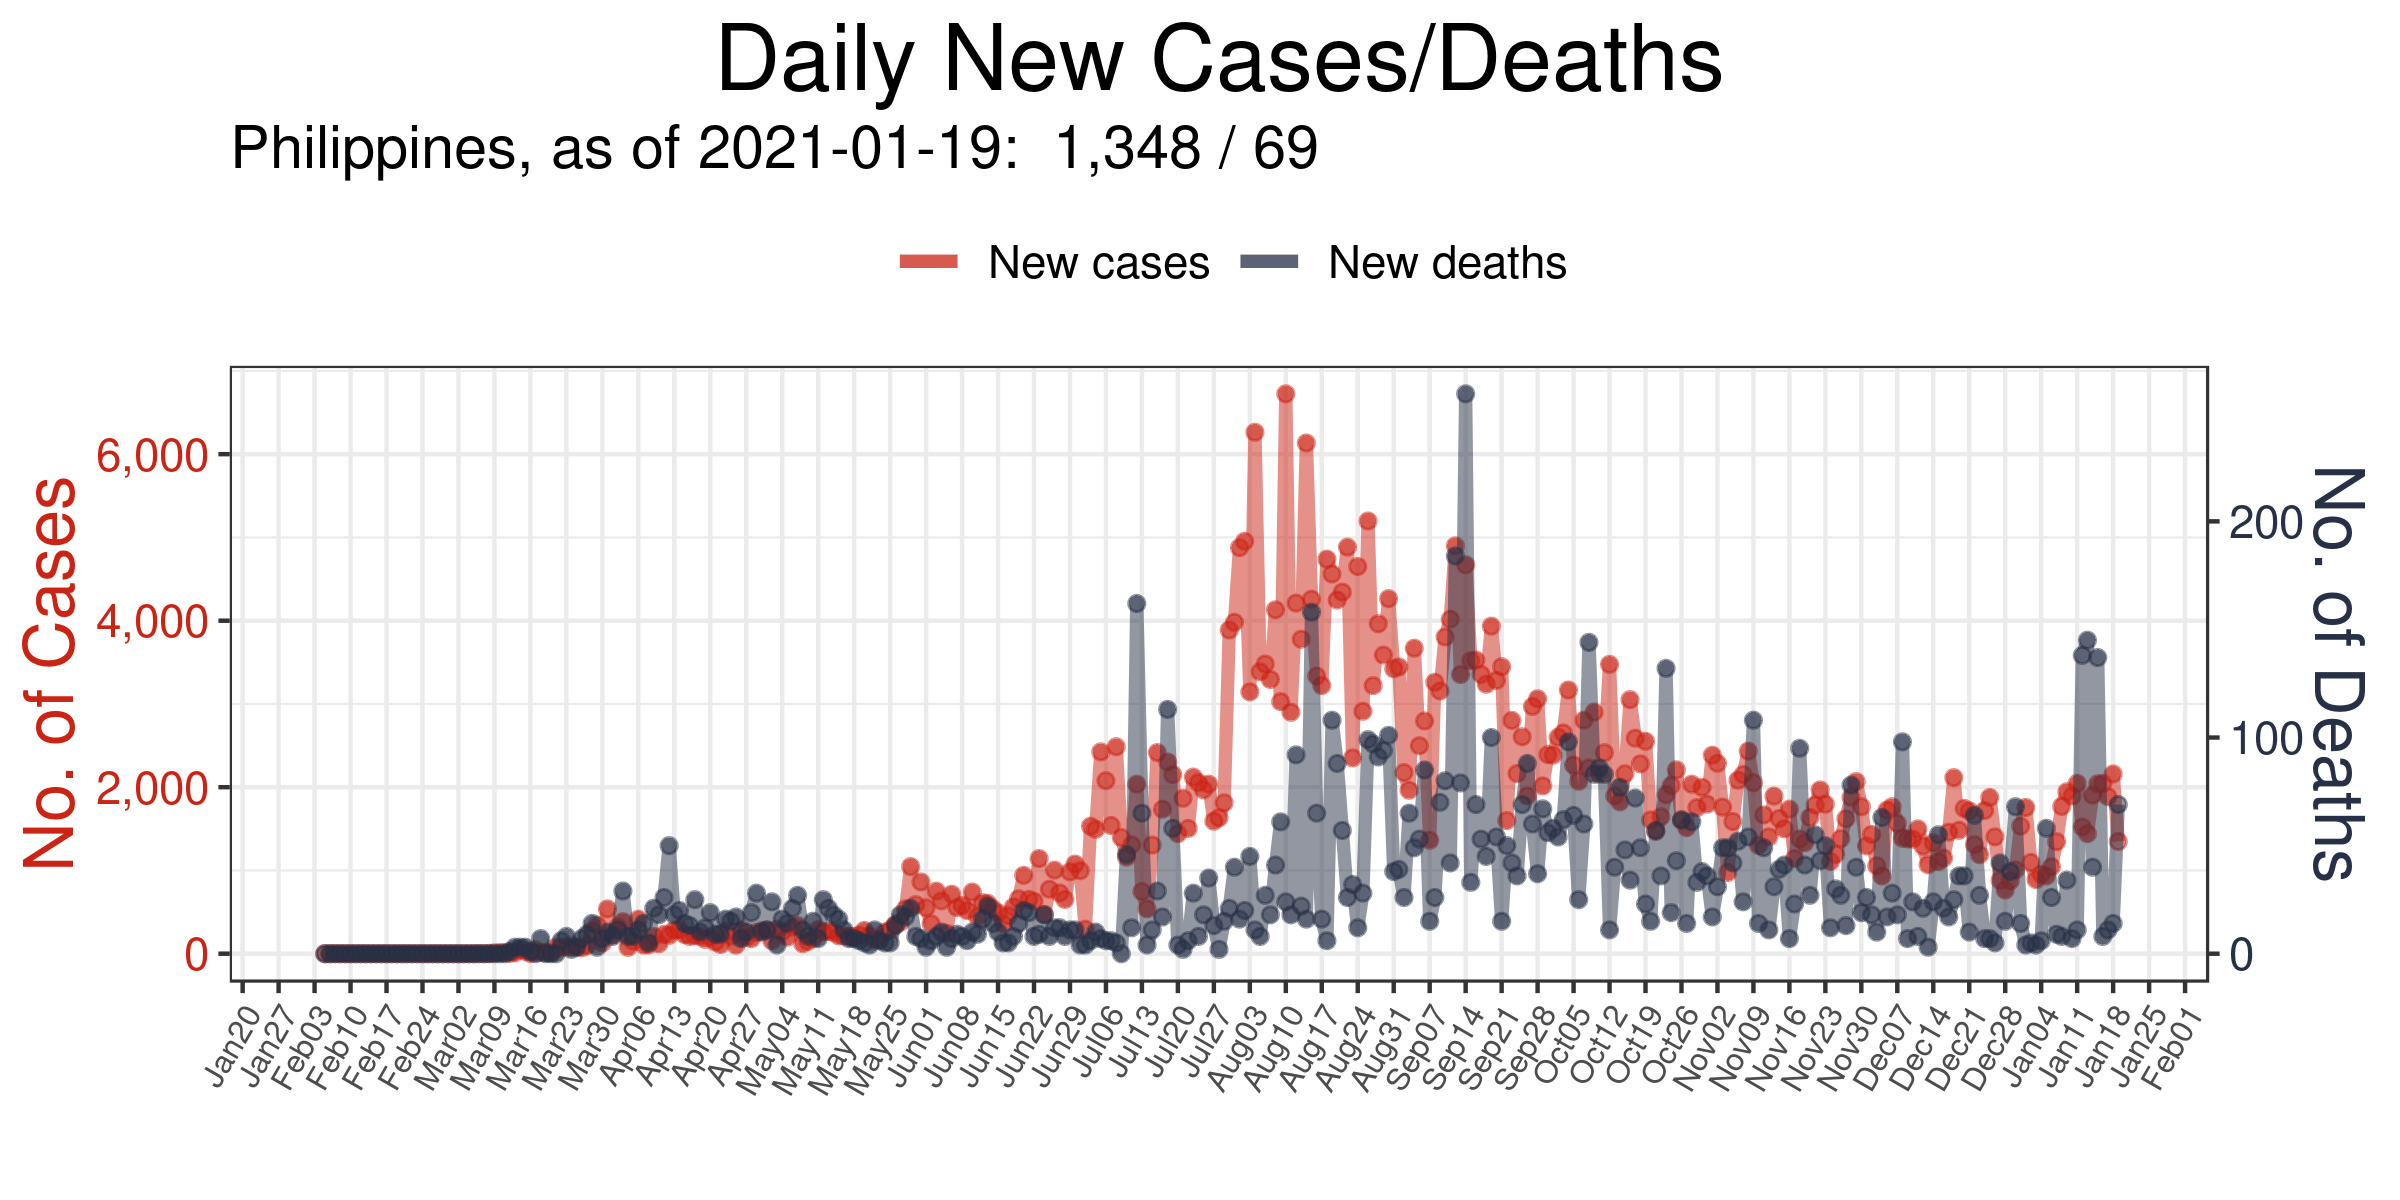 Daily New Cases/Deaths
Philippines, as of 2021-01-19:  1,348 / 69
New cases
New deaths
No. of Cases
6,000
4,000
2,000
0
200
100
0
No. of Deaths
Jan20
Jan27
Feb03
Feb10
Feb17
Feb24
Mar02
Mar09
Mar16
Mar23
Mar30
Apr06
Apr13
Apr20
Apr27
May04
May11
May18
May25
Jun01
Jun08
Jun15
Jun22
Jun29
Jul06
Jul13
Jul20
Jul27
Aug03
Aug10
Aug17
Aug24
Aug31
Sep07
Sep14
Sep21
Sep28
Oct05
Oct12
Oct19
Oct26
Nov02
Nov09
Nov16
Nov23
Nov30
Dec07
Dec14
Dec21
Dec28
Jan04
Jan11
Jan18
Jan25
Feb01